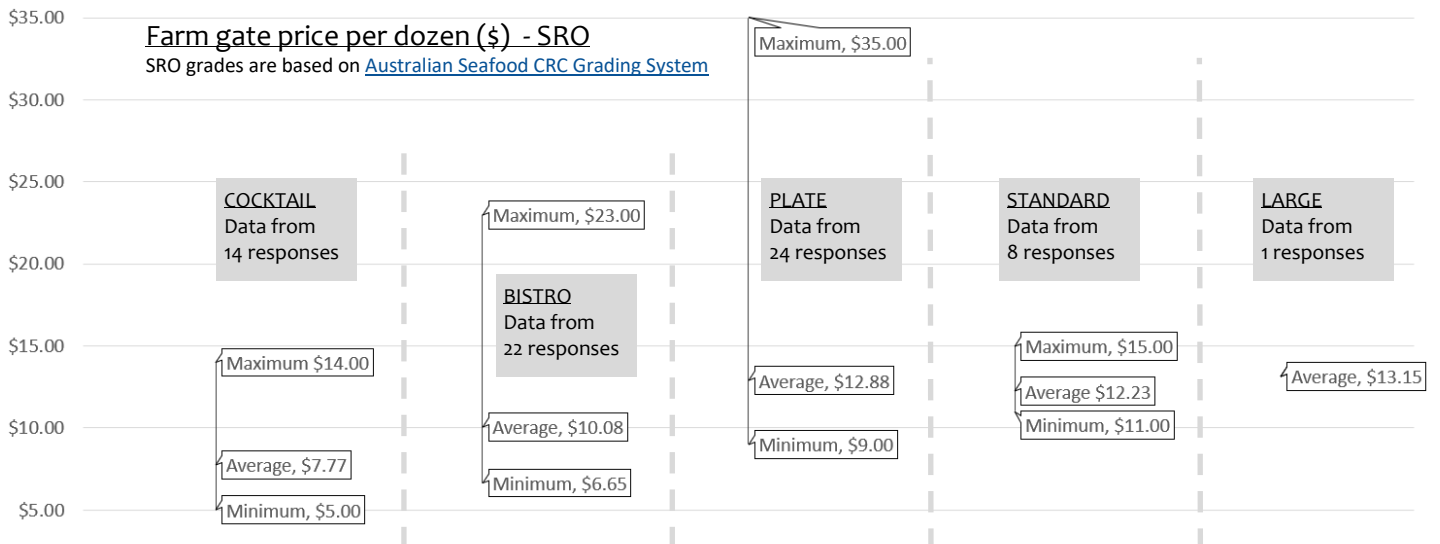 Farm gate price per dozen ($) - SRO
SRO grades are based on Australian Seafood CRC Grading System
$35.00
$30.00
$25.00
$20.00
$15.00
$10.00
$5.00
COCKTAIL
Data from
14 responses
Maximum $14.00
Average, $7.77
Minimum, $5.00
Maximum, $23.00
BISTRO
Data from
22 responses
Average, $10.08
Minimum, $6.65
Maximum, $35.00
PLATE
Data from
24 responses
Average, $12.88
Minimum, $9.00
STANDARD
Data from
8 responses
Maximum, $15.00
Average $12.23
Minimum, $11.00
LARGE
Data from
1 responses
Average, $13.15